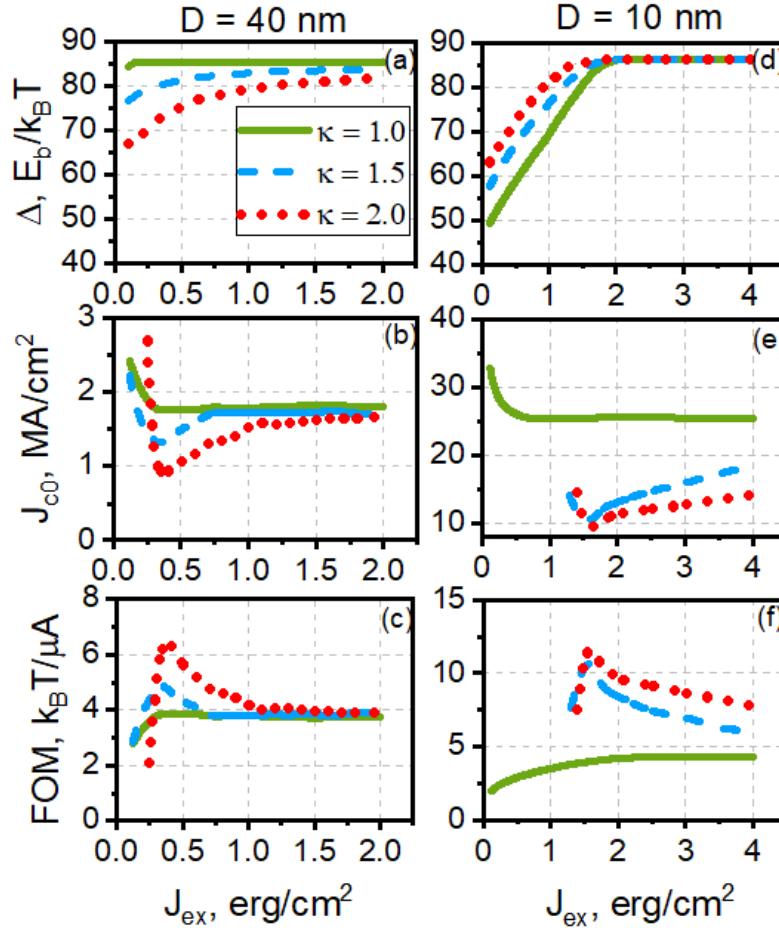 D = 40 nm D = 10 nm
Δ, E_b/k_BT
90
80
70
60
50
40
(a)
κ = 1.0
κ = 1.5
κ = 2.0
0.0 0.5 1.0 1.5 2.0
90
80
70
60
50
40
(d)
0 1 2 3 4
J_c0, MA/cm²
3
2
1
0
(b)
0.0 0.5 1.0 1.5 2.0
40
30
20
10
(e)
0 1 2 3 4
FOM, k_BT/μA
8
6
4
2
0
(c)
0.0 0.5 1.0 1.5 2.0
15
10
5
0
(f)
0 1 2 3 4
J_ex, erg/cm² J_ex, erg/cm²